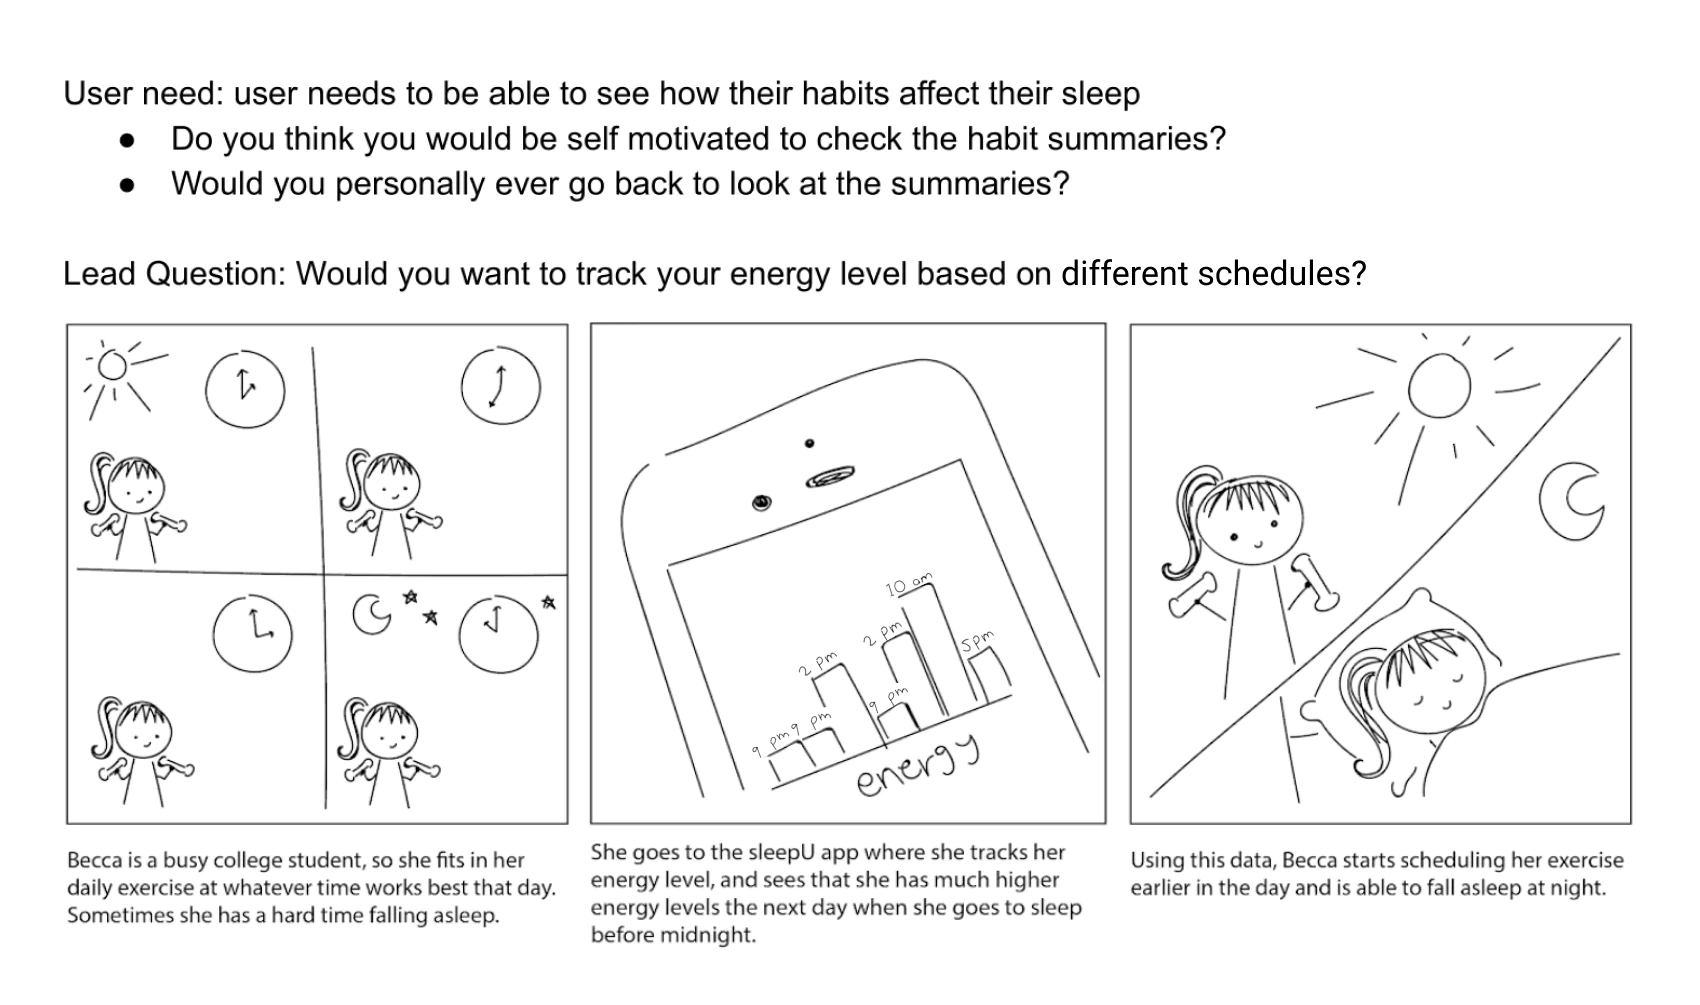 User need: user needs to be able to see how their habits affect their sleep
● Do you think you would be self motivated to check the habit summaries?
● Would you personally ever go back to look at the summaries?
Lead Question: Would you want to track your energy level based on different schedules?
9 pm
9 pm
2 pm
9 pm
2 pm
10 am
5pm
energy
Becca is a busy college student, so she fits in her
daily exercise at whatever time works best that day.
Sometimes she has a hard time falling asleep.
She goes to the sleepU app where she tracks her
energy level, and sees that she has much higher
energy levels the next day when she goes to sleep
before midnight.
Using this data, Becca starts scheduling her exercise
earlier in the day and is able to fall asleep at night.